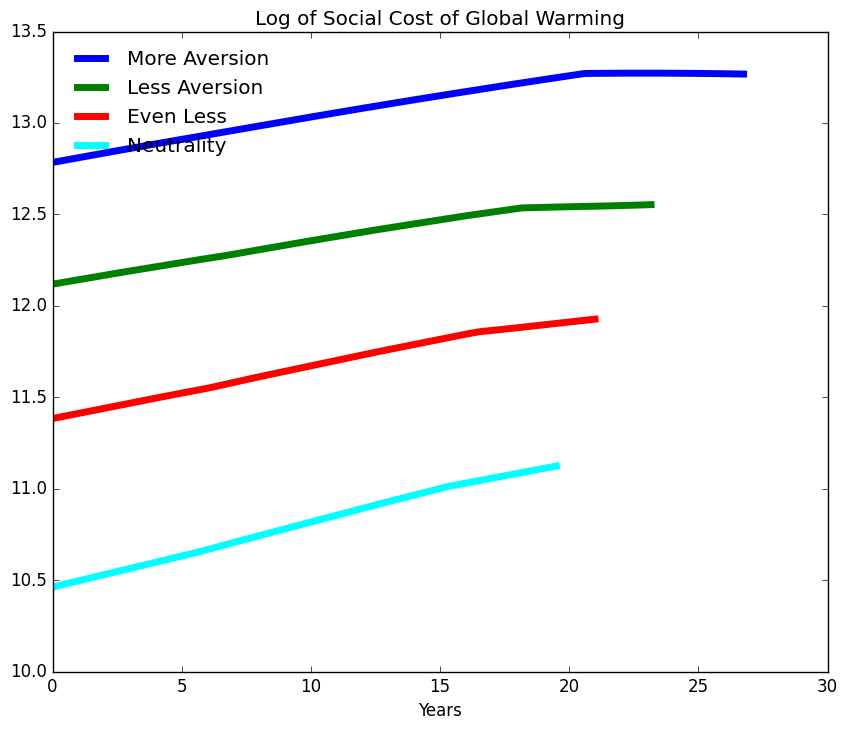 Log of Social Cost of Global Warming
13.5
13.0
12.5
12.0
11.5
11.0
10.5
10.0
More Aversion
Less Aversion
Even Less
Neutrality
0 5 10 15 20 25 30
Years